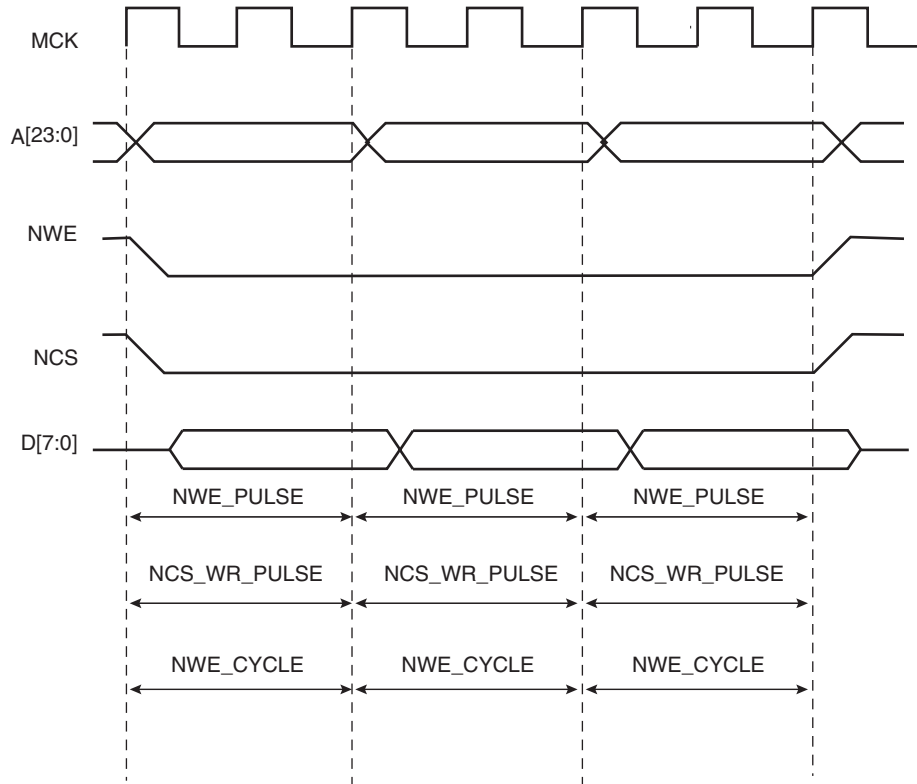 MCK
A[23:0]
NWE
NCS
D[7:0]
NWE_PULSE NWE_PULSE NWE_PULSE
NCS_WR_PULSE NCS_WR_PULSE NCS_WR_PULSE
NWE_CYCLE NWE_CYCLE NWE_CYCLE